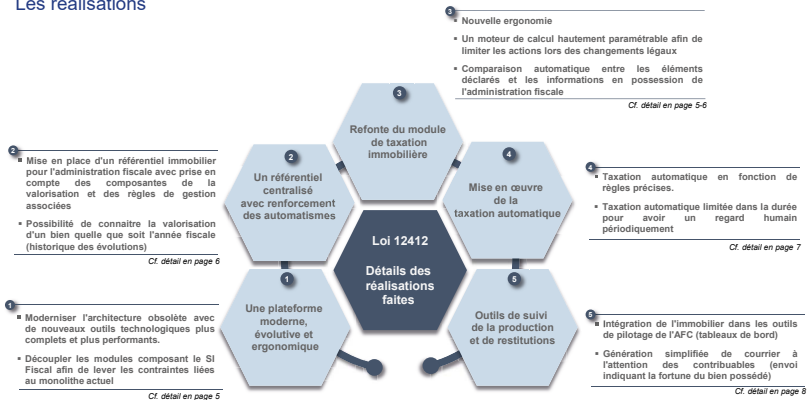 Les réalisations
3
Nouvelle ergonomie
Un moteur de calcul hautement paramétrable afin de
limiter les actions lors des changements légaux
Comparaison automatique entre les éléments
déclarés et les informations en possession de
l'administration fiscale
Cf. détail en page 5-6
3
Refonte du module
de taxation
immobilière
2
Mise en place d'un référentiel immobilier
pour l'administration fiscale avec prise en
compte des composantes de la
valorisation et des règles de gestion
associées
Possibilité de connaitre la valorisation
d'un bien quelle que soit l'année fiscale
(historique des évolutions)
Cf. détail en page 6
2
Un référentiel
centralisé
avec renforcement
des automatismes
4
Mise en œuvre
de la
taxation automatique
4
Taxation automatique en fonction de
règles précises.
Taxation automatique limitée dans la durée
pour avoir un regard humain
périodiquement
Cf. détail en page 7
Loi 12412
Détails des
réalisations
faites
1
Moderniser l'architecture obsolète avec
de nouveaux outils technologiques plus
complets et plus performants.
Découpler les modules composant le SI
Fiscal afin de lever les contraintes liées
au monolithe actuel
Cf. détail en page 5
1
Une plateforme
moderne,
évolutive et
ergonomique
5
Outils de suivi
de la production
et de restitutions
5
Intégration de l'immobilier dans les outils
de pilotage de l'AFC (tableaux de bord)
Génération simplifiée de courrier à
l'attention des contribuables (envoi
indiquant la fortune du bien possédé)
Cf. détail en page 8